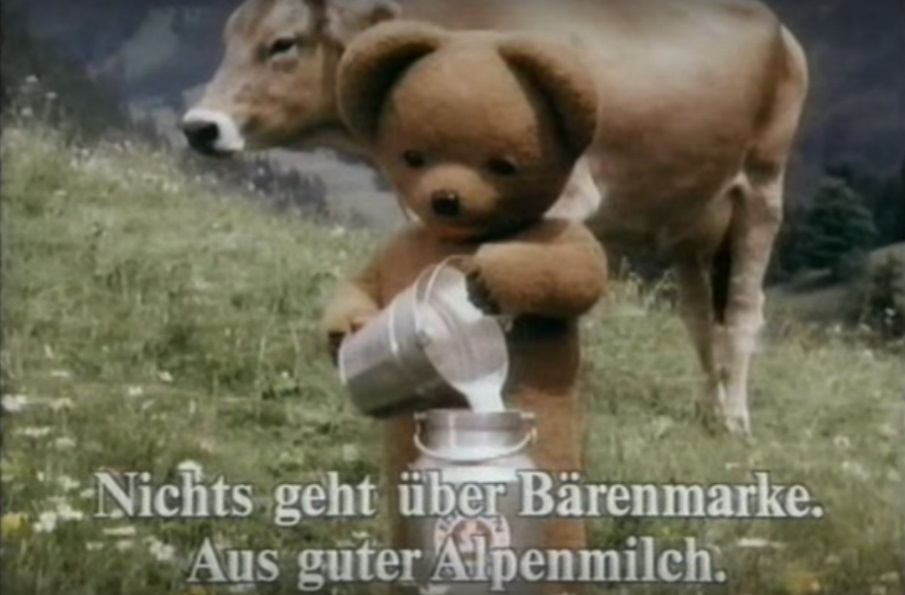 Nichts geht über Bärenmarke.
Aus guter Alpenmilch.